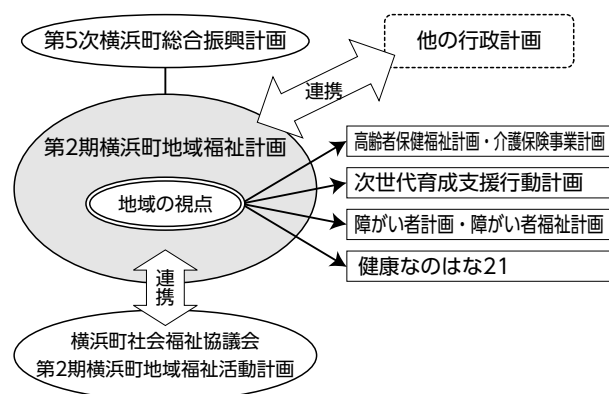 第5次横浜町総合振興計画
他の行政計画
連携
第2期横浜町地域福祉計画
地域の視点
高齢者保健福祉計画・介護保険事業計画
次世代育成支援行動計画
障がい者計画・障がい者福祉計画
健康なのはな21
連携
横浜町社会福祉協議会
第2期横浜町地域福祉活動計画